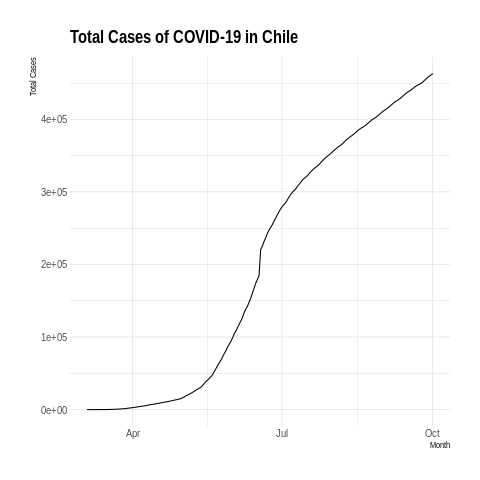 Total Cases of COVID-19 in Chile
Total Cases
4e+05
3e+05
2e+05
1e+05
0e+00
Apr
Jul
Oct
Month